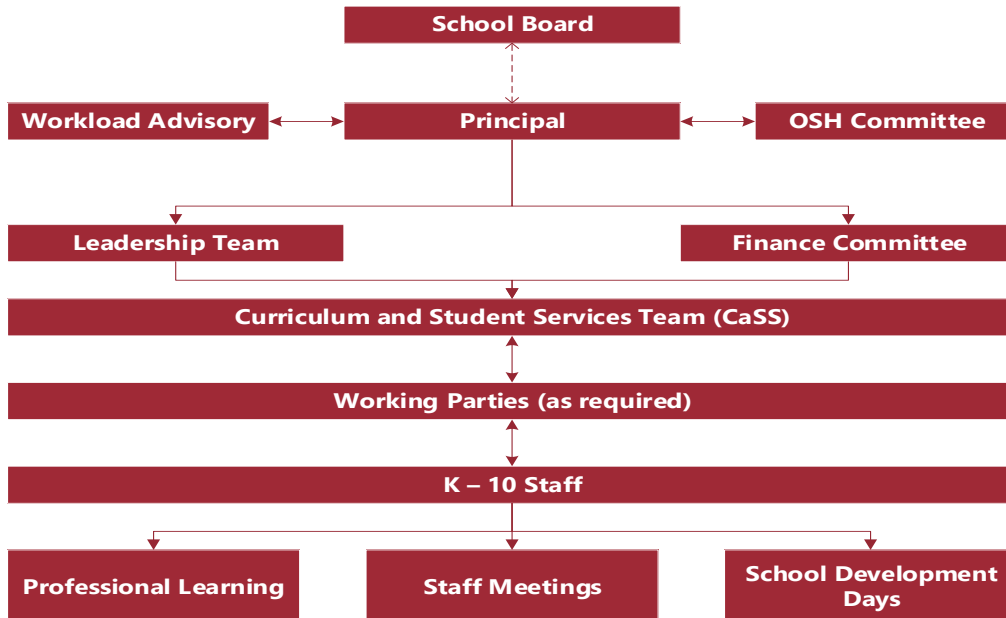 School Board
Workload Advisory
Principal
OSH Committee
Leadership Team
Finance Committee
Curriculum and Student Services Team (CaSS)
Working Parties (as required)
K – 10 Staff
Professional Learning
Staff Meetings
School Development
Days